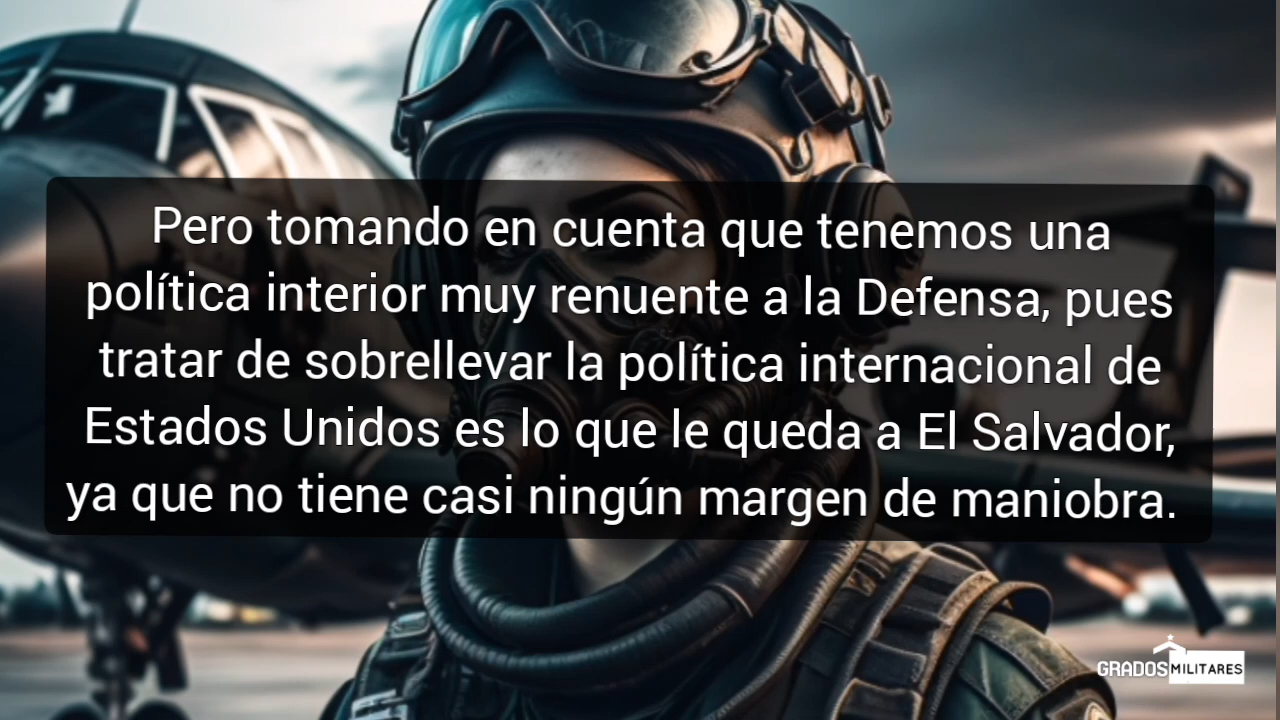 Pero tomando en cuenta que tenemos una
política interior muy renuente a la Defensa, pues
tratar de sobrellevar la política internacional de
Estados Unidos es lo que le queda a El Salvador,
ya que no tiene casi ningún margen de maniobra.
GRADOS MILITARES